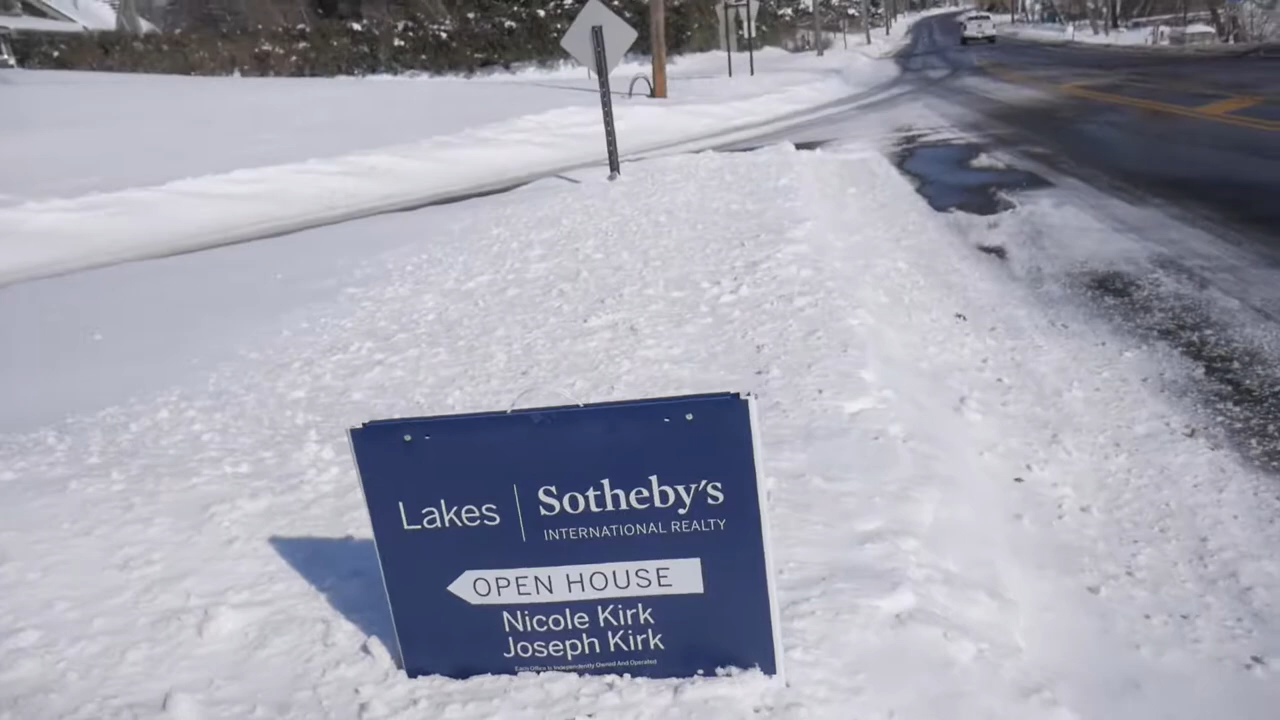 Lakes
Sotheby's
INTERNATIONAL REALTY
OPEN HOUSE
Nicole Kirk
Joseph Kirk
Each Office Is Independently Owned And Operated